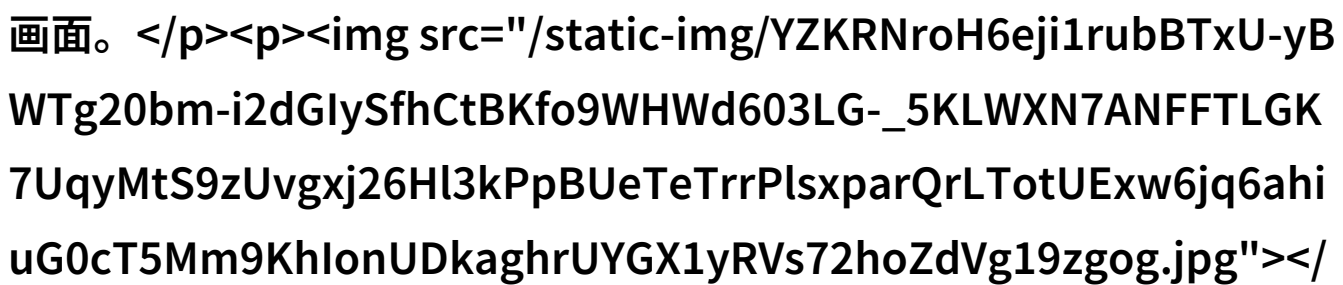 画面。</p><p><img src="/static-img/YZKRNroH6eji1rubBTxU-yB
WTg20bm-i2dGIySfhCtBKfo9WHWd603LG-_5KLWXN7ANFFTLGK
7UqyMtS9zUvgxj26Hl3kPpBUeTeTrrPlsxparQrLTotUExw6jq6ahi
uG0cT5Mm9KhIonUDkaghrUYGX1yRVs72hoZdVg19zgog.jpg"></